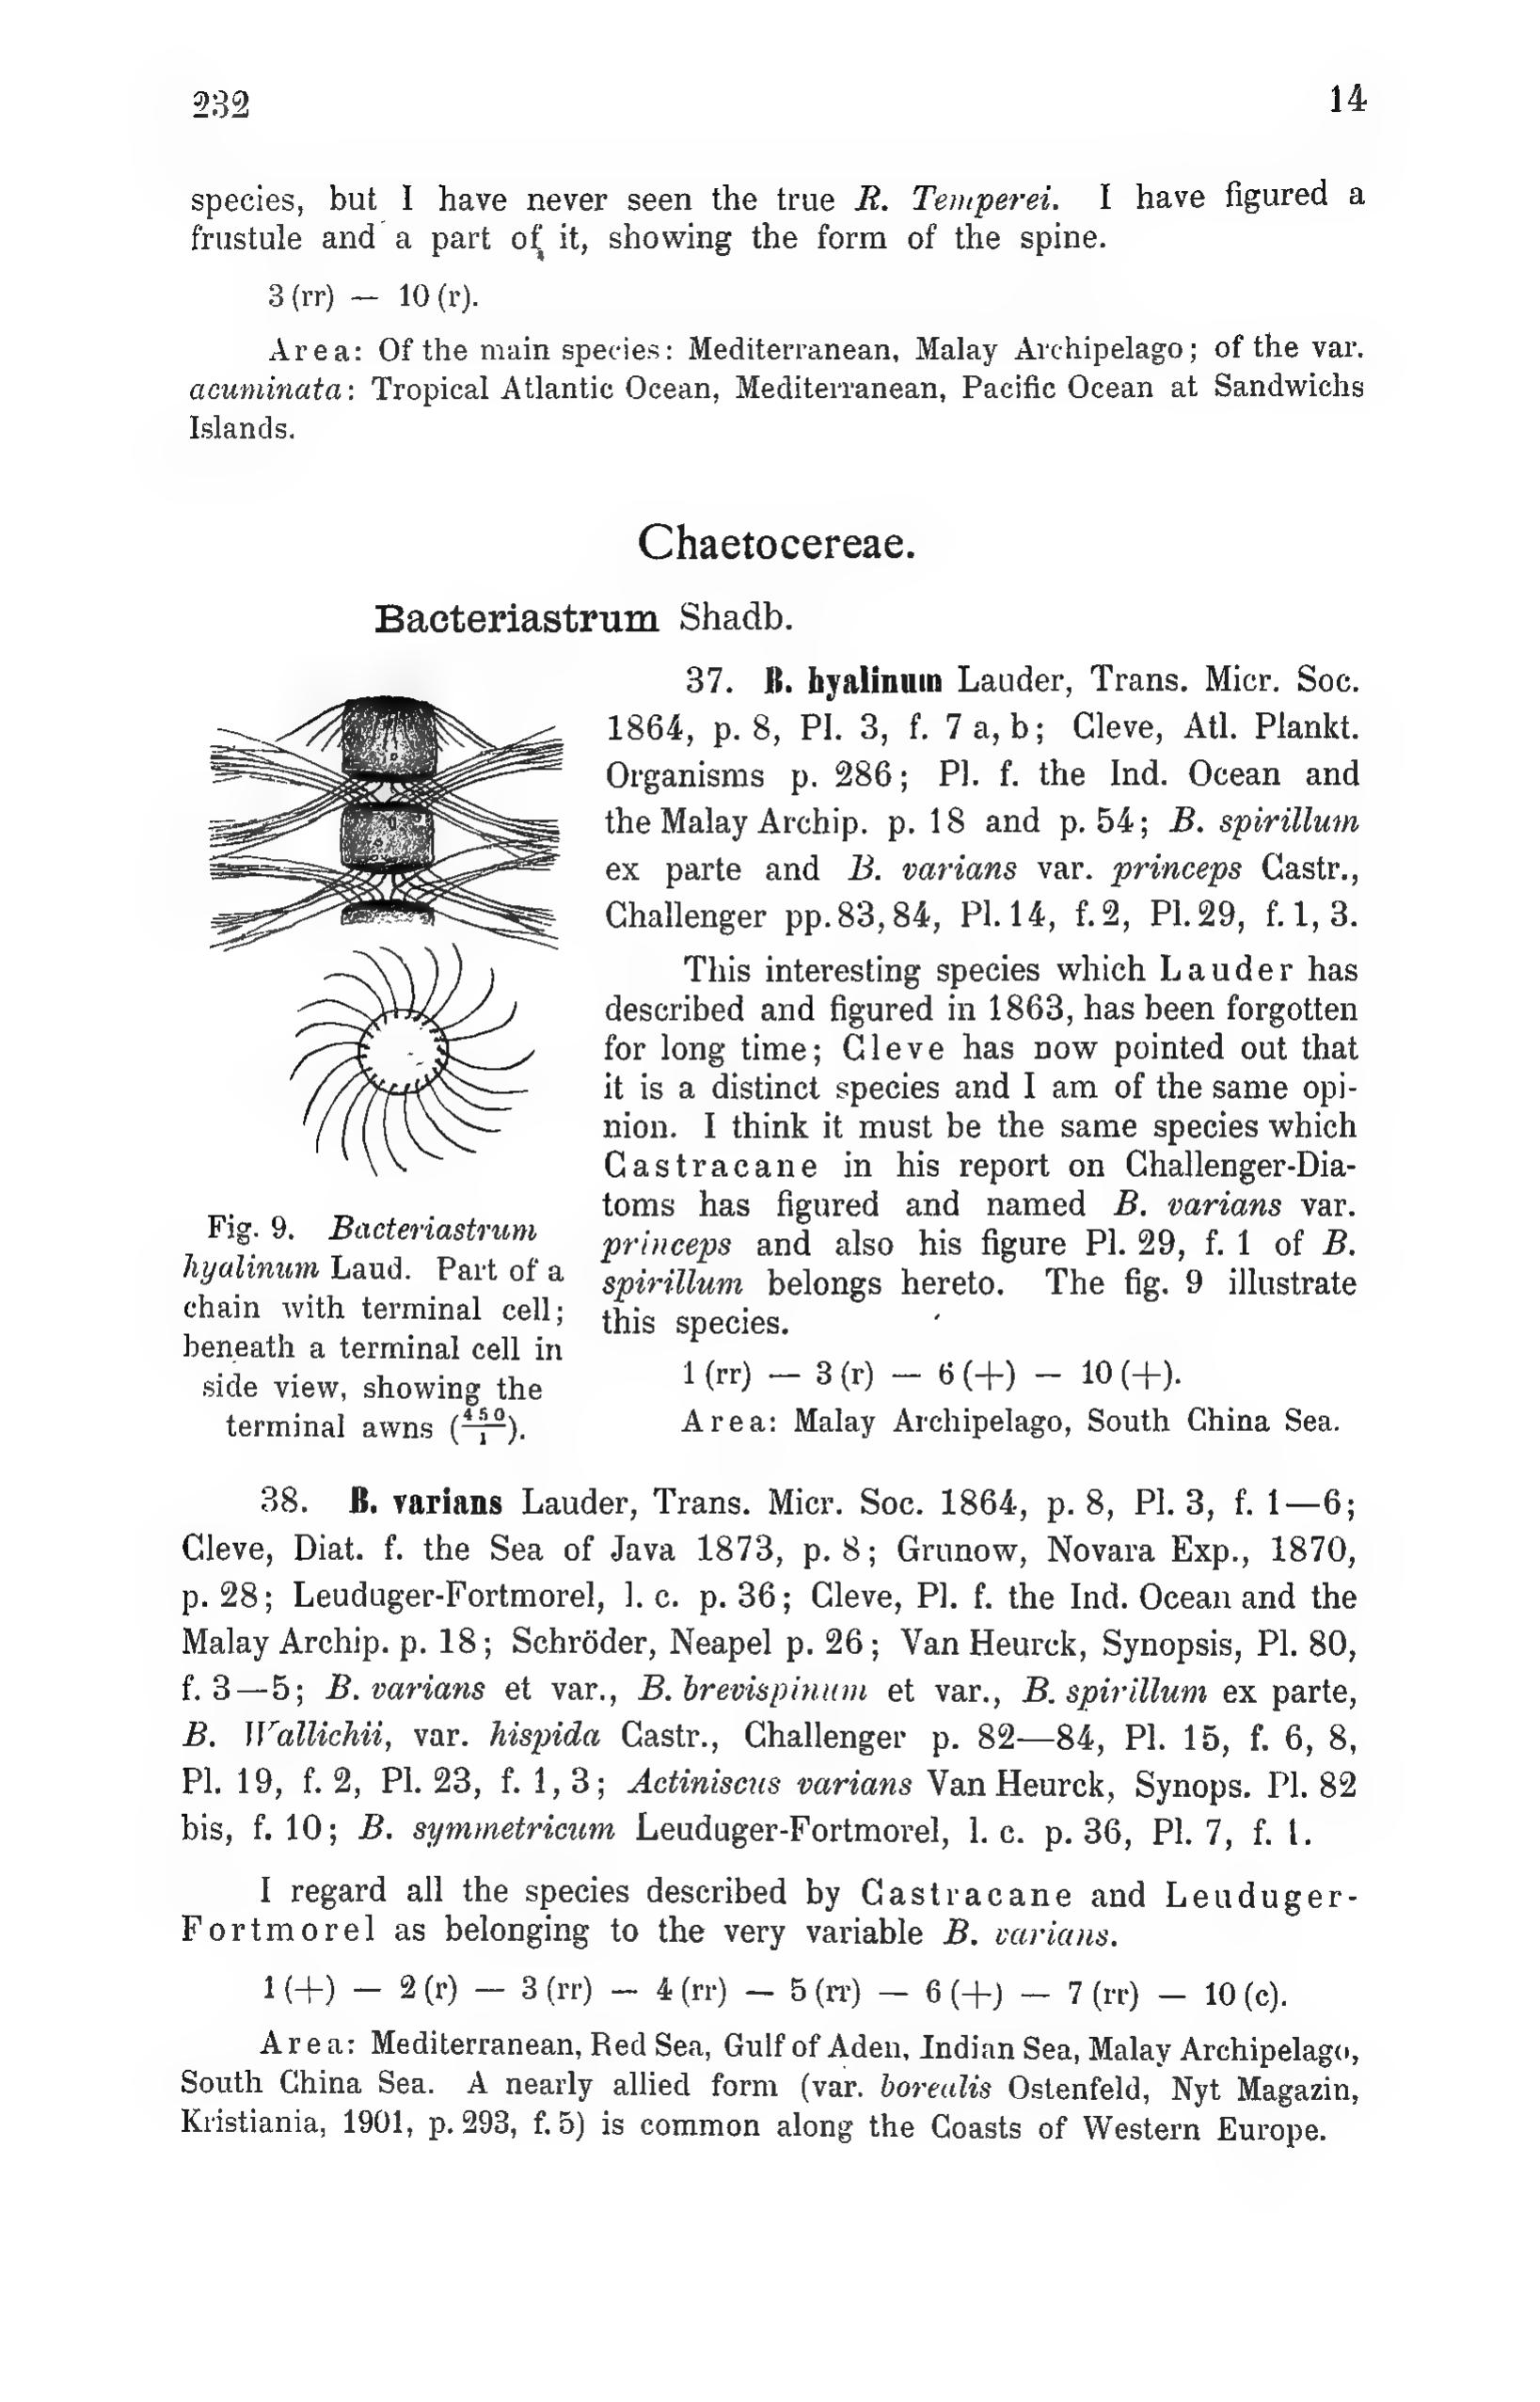 232 14
species, but I have never seen the true R. Temperei. I have figured a
frustule and a part of it, showing the form of the spine.
3 (rr) — 10 (r).
Area: Of the main species: Mediterranean, Malay Archipelago; of the var.
acuminata: Tropical Atlantic Ocean, Mediterranean, Pacific Ocean at Sandwichs
Islands.
Chaetocereae.
Bacteriastrum Shadb.
37. B. hyalinum Lauder, Trans. Micr. Soc.
1864, p. 8, Pl. 3, f. 7 a, b; Cleve, Atl. Plankt.
Organisms p. 286; Pl. f. the Ind. Ocean and
the Malay Archip. p. 18 and p. 54; B. spirillum
ex parte and B. varians var. princeps Castr.,
Challenger pp. 83, 84, Pl. 14, f. 2, Pl. 29, f. 1, 3.
This interesting species which Lauder has
described and figured in 1863, has been forgotten
for long time; Cleve has now pointed out that
it is a distinct species and I am of the same opi-
nion. I think it must be the same species which
Castracane in his report on Challenger-Dia-
toms has figured and named B. varians var.
princeps and also his figure Pl. 29, f. 1 of B.
spirillum belongs hereto. The fig. 9 illustrate
this species.
1 (rr) — 3 (r) — 6 (+) — 10 (+).
Area: Malay Archipelago, South China Sea.
Fig. 9. Bacteriastrum
hyalinum Laud. Part of a
chain with terminal cell;
beneath a terminal cell in
side view, showing the
terminal awns (450/1).
38. B. varians Lauder, Trans. Micr. Soc. 1864, p. 8, Pl. 3, f. 1—6;
Cleve, Diat. f. the Sea of Java 1873, p. 8; Grunow, Novara Exp., 1870,
p. 28; Leuduger-Fortmorel, l. c. p. 36; Cleve, Pl. f. the Ind. Ocean and the
Malay Archip. p. 18; Schröder, Neapel p. 26; Van Heurck, Synopsis, Pl. 80,
f. 3—5; B. varians et var., B. brevispinum et var., B. spirillum ex parte,
B. Wallichii, var. hispida Castr., Challenger p. 82—84, Pl. 15, f. 6, 8,
Pl. 19, f. 2, Pl. 23, f. 1, 3; Actiniscus varians Van Heurck, Synops. Pl. 82
bis, f. 10; B. symmetricum Leuduger-Fortmorel, l. c. p. 36, Pl. 7, f. 1.
I regard all the species described by Castracane and Leuduger-
Fortmorel as belonging to the very variable B. varians.
1 (+) — 2 (r) — 3 (rr) — 4 (rr) — 5 (rr) — 6 (+) — 7 (rr) — 10 (c).
Area: Mediterranean, Red Sea, Gulf of Aden, Indian Sea, Malay Archipelago,
South China Sea. A nearly allied form (var. borealis Ostenfeld, Nyt Magazin,
Kristiania, 1901, p. 293, f. 5) is common along the Coasts of Western Europe.